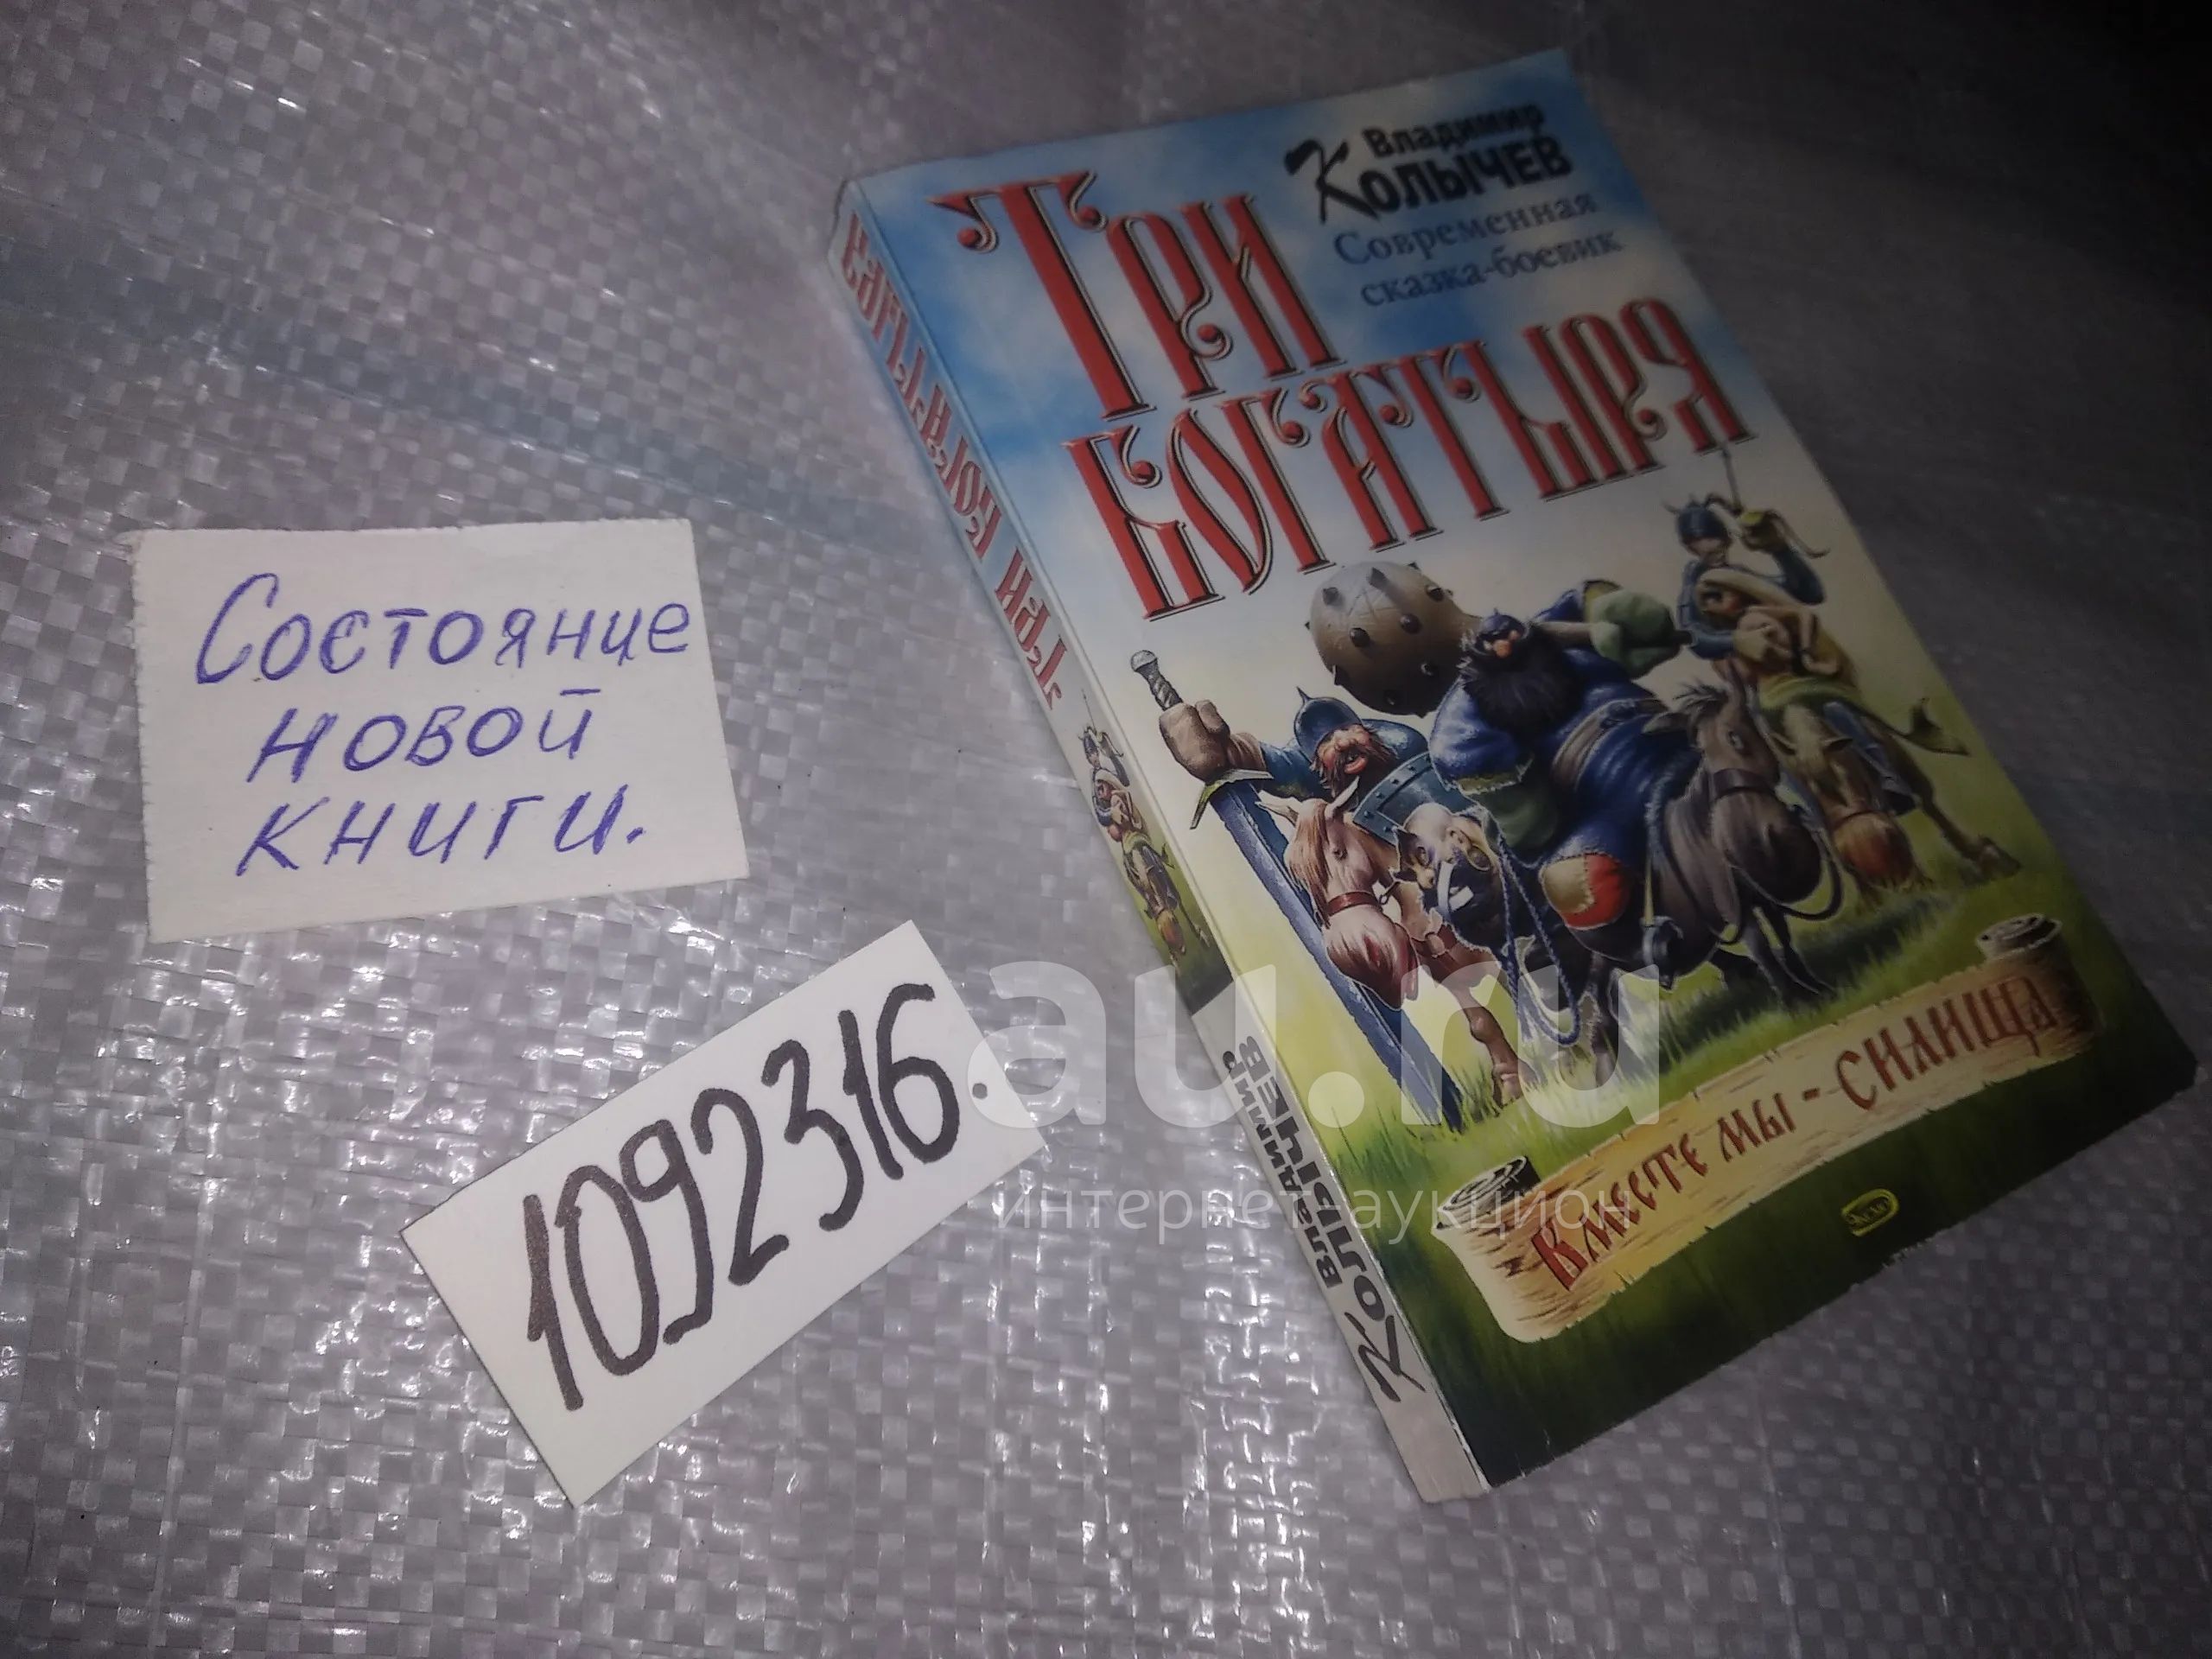 Владимир
КОЛЫЧЕВ
Современная
сказка-боевик
ТРИ
БОГАТЫРЯ
Вместе мы - силища
ЭКСМО
ТРИ БОГАТЫРЯ
Владимир
КОЛЫЧЕВ
Состояние
новой
книги.
1092316
au.ru
интернет-аукцион